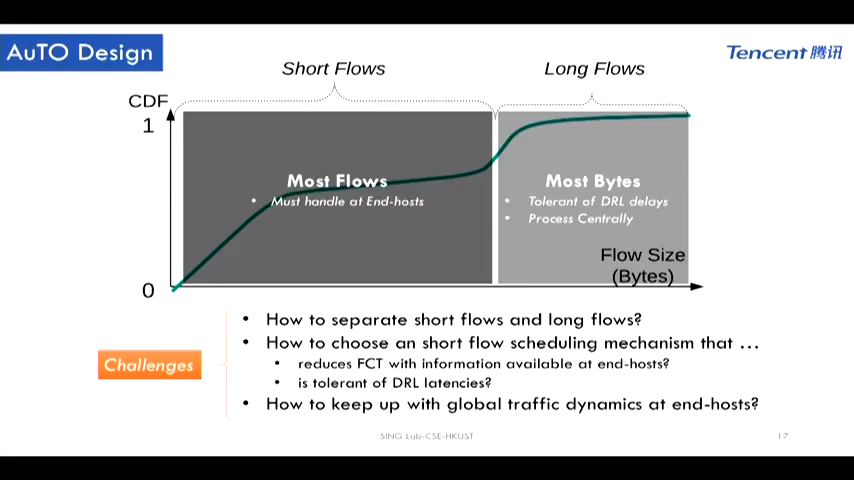 AuTO Design
Tencent 腾讯
Short Flows
Long Flows
CDF
1
Most Flows
• Must handle at End-hosts
Most Bytes
• Tolerant of DRL delays
• Process Centrally
Flow Size
(Bytes)
0
Challenges
• How to separate short flows and long flows?
• How to choose an short flow scheduling mechanism that …
• reduces FCT with information available at end-hosts?
• is tolerant of DRL latencies?
• How to keep up with global traffic dynamics at end-hosts?
SING Lab-CSE-HKUST
17